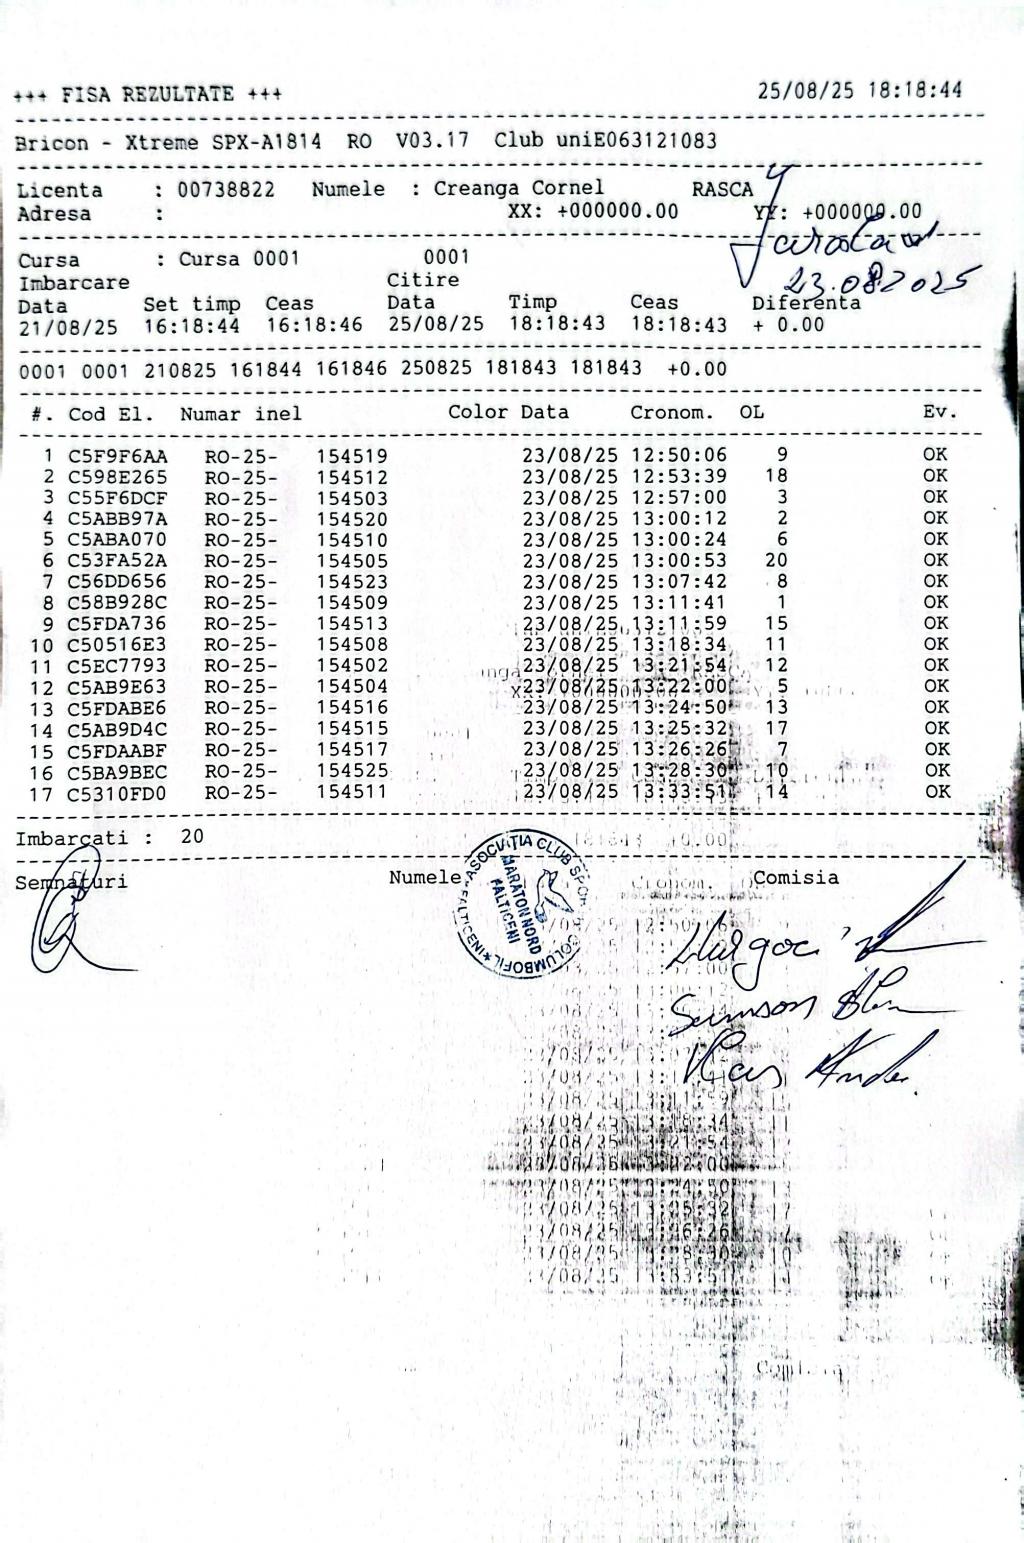 +++ FISA REZULTATE +++ 25/08/25 18:18:44
Bricon - Xtreme SPX-A1814 RO V03.17 Club uniE063121083
Licenta : 00738822 Numele : Creanga Cornel RASCA
Adresa : XX: +000000.00 YY: +000000.00
23.08.2025
Cursa : Cursa 0001 0001
Imbarcare Citire
Data Set timp Ceas Data Timp Ceas Diferenta
21/08/25 16:18:44 16:18:46 25/08/25 18:18:43 18:18:43 + 0.00
0001 0001 210825 161844 161846 250825 181843 181843 +0.00
#. Cod El. Numar inel Color Data Cronom. OL Ev.
1 C5F9F6AA RO-25- 154519 23/08/25 12:50:06 9 OK
2 C598E265 RO-25- 154512 23/08/25 12:53:39 18 OK
3 C55F6DCF RO-25- 154503 23/08/25 12:57:00 3 OK
4 C5ABB97A RO-25- 154520 23/08/25 13:00:12 2 OK
5 C5ABA070 RO-25- 154510 23/08/25 13:00:24 6 OK
6 C53FA52A RO-25- 154505 23/08/25 13:00:53 20 OK
7 C56DD656 RO-25- 154523 23/08/25 13:07:42 8 OK
8 C58B928C RO-25- 154509 23/08/25 13:11:41 1 OK
9 C5FDA736 RO-25- 154513 23/08/25 13:11:59 15 OK
10 C50516E3 RO-25- 154508 23/08/25 13:18:34 11 OK
11 C5EC7793 RO-25- 154502 23/08/25 13:21:54 12 OK
12 C5AB9E63 RO-25- 154504 23/08/25 13:22:00 5 OK
13 C5FDABE6 RO-25- 154516 23/08/25 13:24:50 13 OK
14 C5AB9D4C RO-25- 154515 23/08/25 13:25:32 17 OK
15 C5FDAABF RO-25- 154517 23/08/25 13:26:26 7 OK
16 C5BA9BEC RO-25- 154525 23/08/25 13:28:30 10 OK
17 C5310FD0 RO-25- 154511 23/08/25 13:33:51 14 OK
Imbarcati : 20
Semnaturi Numele Comisia
ASOCIATIA CLUB SPORTIV COLUMBOFIL
MARATON NORD
FALTICENI
*FALTICENI*
Samson